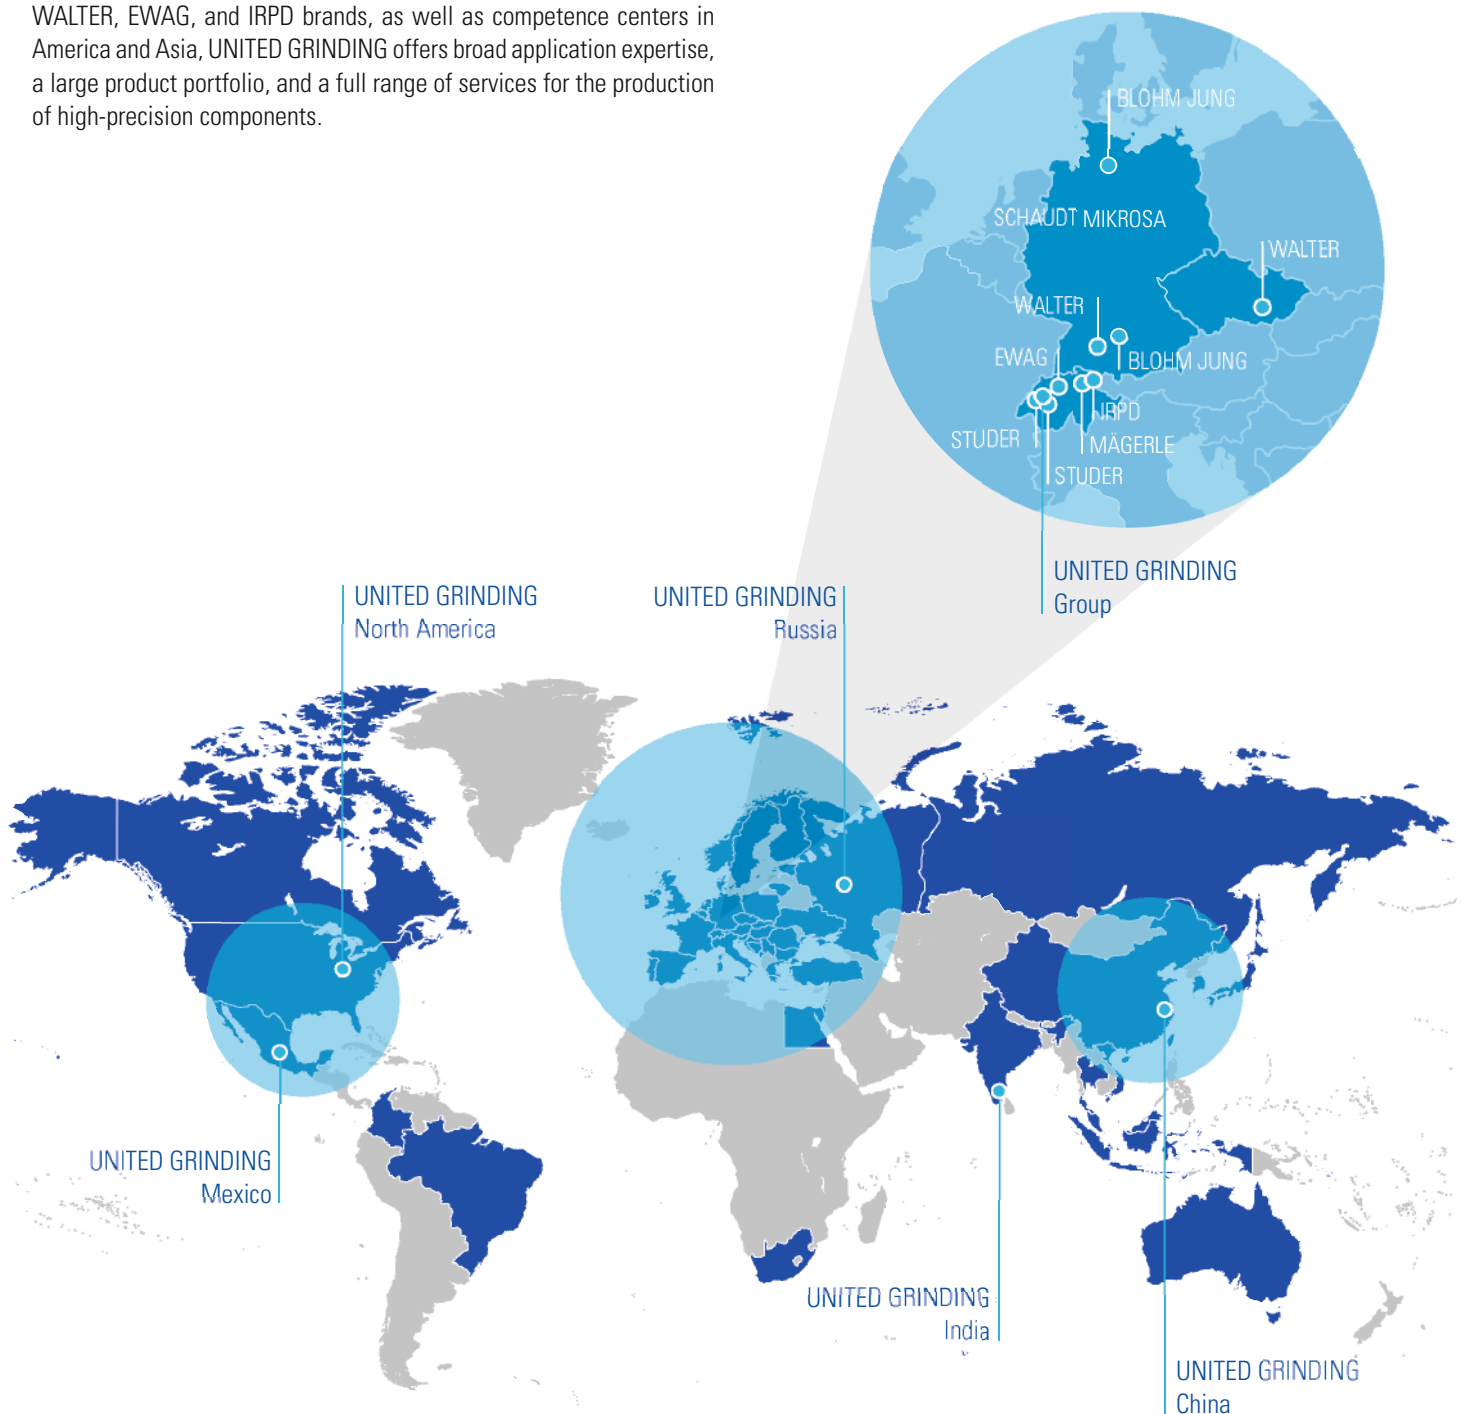 WALTER, EWAG, and IRPD brands, as well as competence centers in
America and Asia, UNITED GRINDING offers broad application expertise,
a large product portfolio, and a full range of services for the production
of high-precision components.
BLOHM JUNG
SCHAUDT MIKROSA
WALTER
WALTER
EWAG
BLOHM JUNG
IRPD
STUDER
MÄGERLE
STUDER
UNITED GRINDING
Group
UNITED GRINDING
North America
UNITED GRINDING
Russia
UNITED GRINDING
Mexico
UNITED GRINDING
India
UNITED GRINDING
China